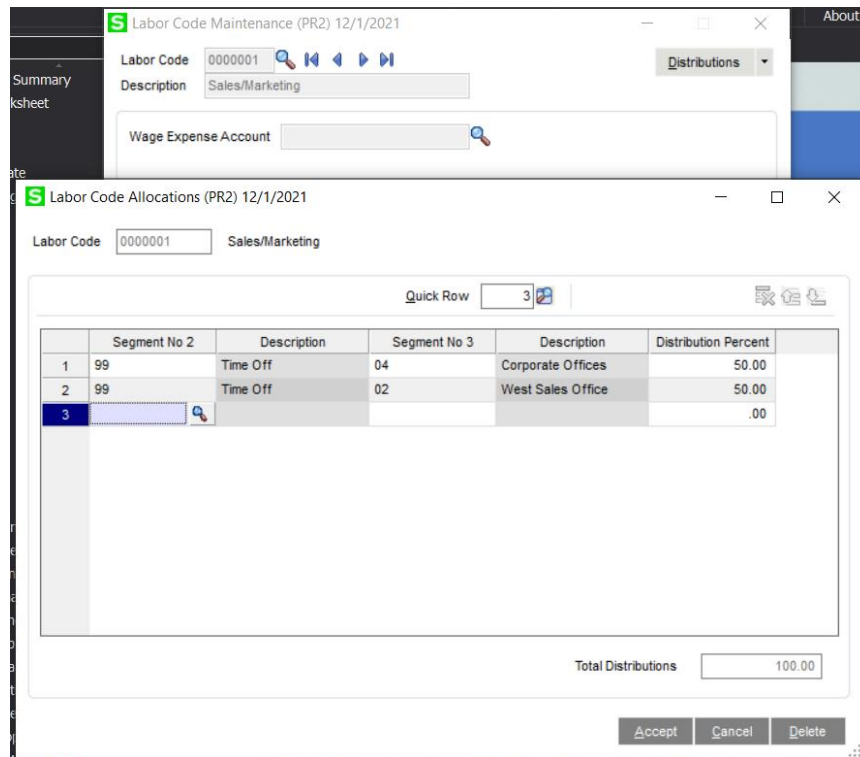 S Labor Code Maintenance (PR2) 12/1/2021
About
Labor Code 0000001 Distributions
Description Sales/Marketing
Wage Expense Account
Summary
ksheet
ate
S Labor Code Allocations (PR2) 12/1/2021
Labor Code 0000001 Sales/Marketing
Quick Row 3
Segment No 2 Description Segment No 3 Description Distribution Percent
1 99 Time Off 04 Corporate Offices 50.00
2 99 Time Off 02 West Sales Office 50.00
3 .00
Total Distributions 100.00
Accept Cancel Delete